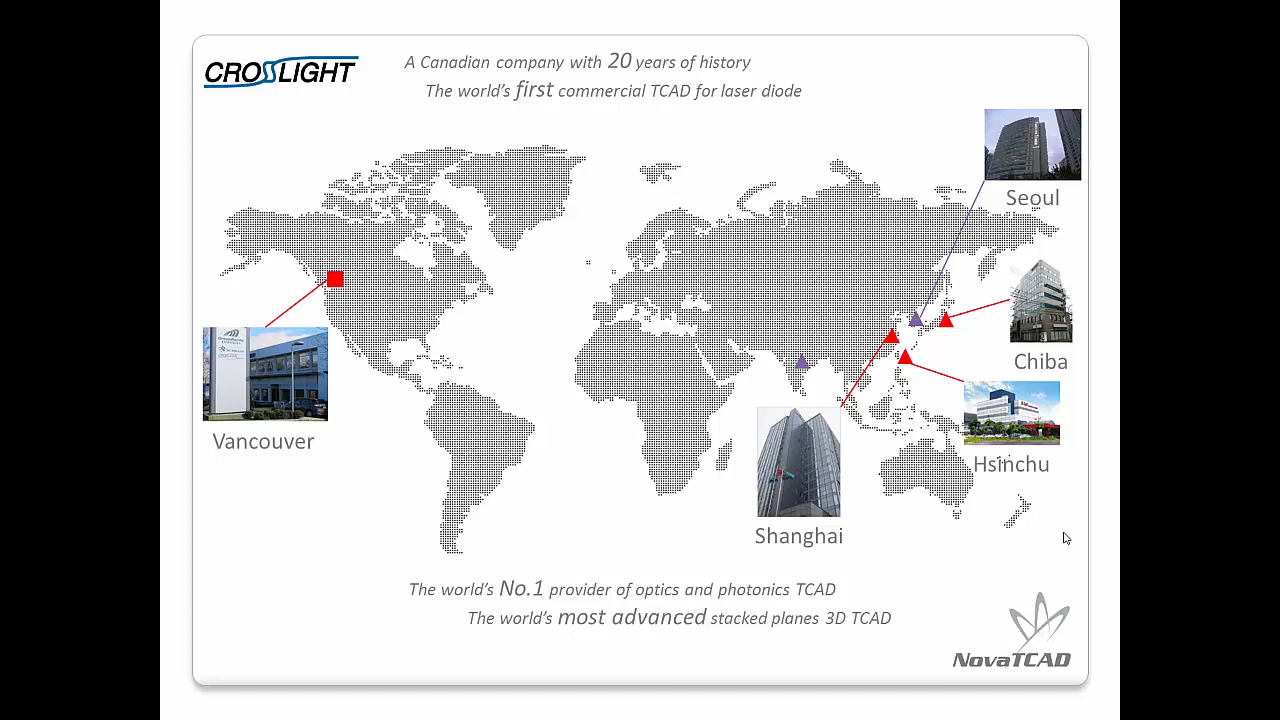 CROSSLIGHT
A Canadian company with 20 years of history
The world's first commercial TCAD for laser diode
Seoul
Chiba
Vancouver
Hsinchu
Shanghai
The world's No.1 provider of optics and photonics TCAD
The world's most advanced stacked planes 3D TCAD
NovaTCAD